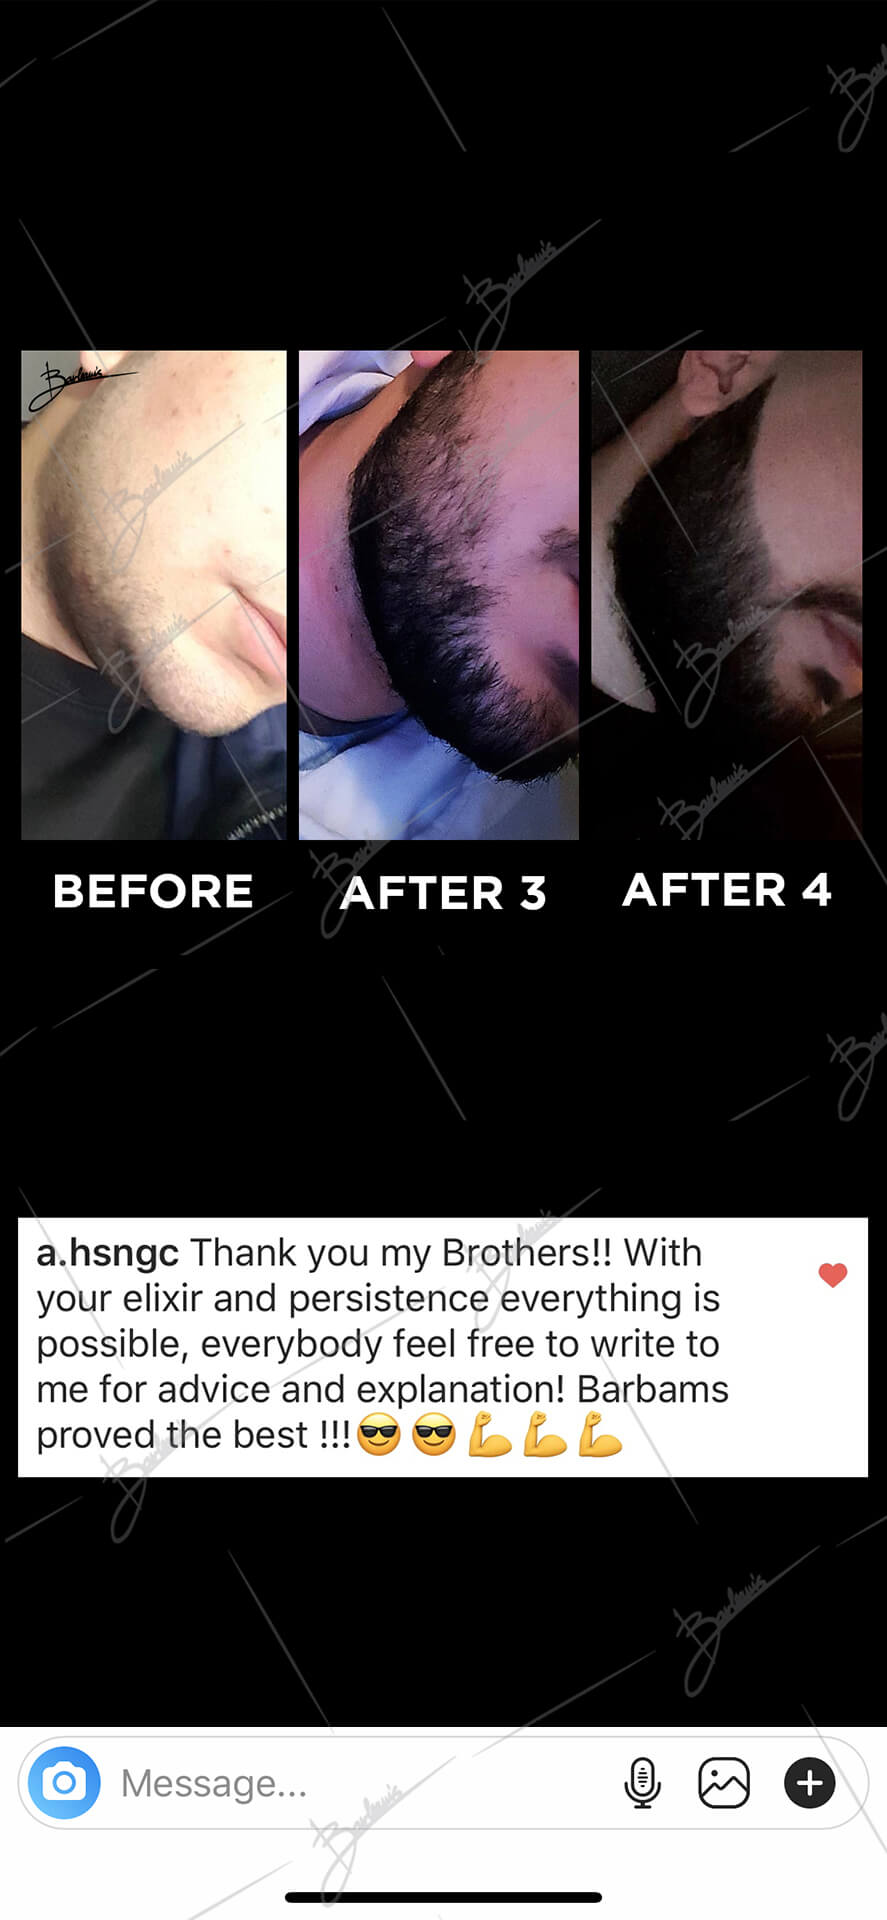 Barbams
BEFORE
AFTER 3
AFTER 4
a.hsngc Thank you my Brothers!! With
your elixir and persistence everything is
possible, everybody feel free to write to
me for advice and explanation! Barbams
proved the best !!!😎😎💪💪💪
Message...